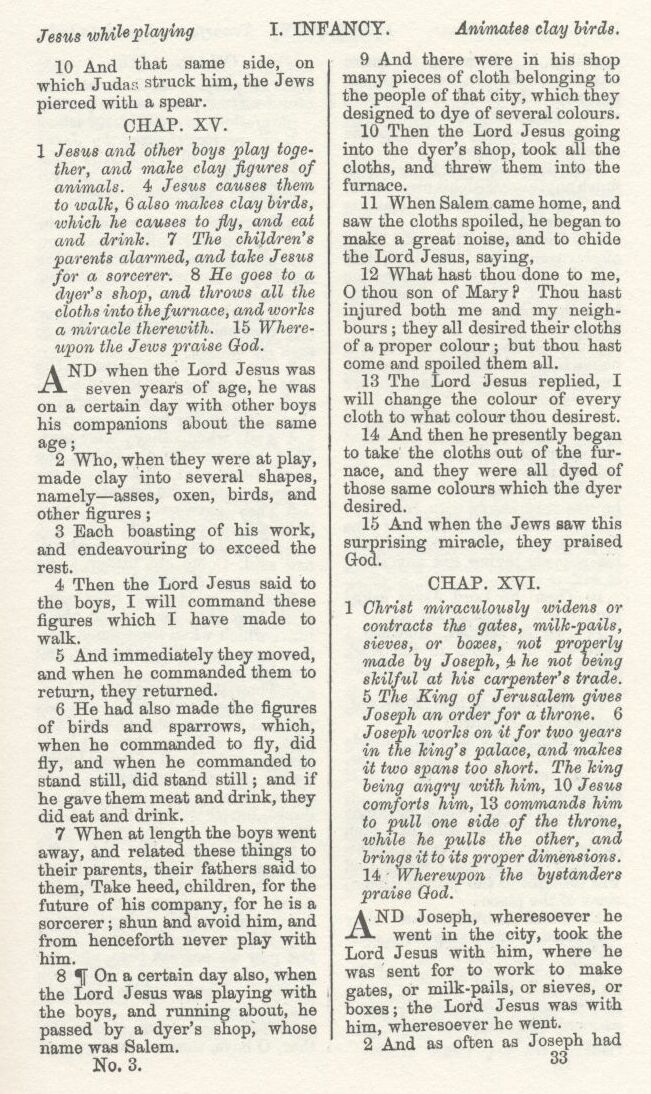 Jesus while playing
I. INFANCY.
Animates clay birds.
10 And that same side, on
which Judas struck him, the Jews
pierced with a spear.
CHAP. XV.
1 Jesus and other boys play toge-
ther, and make clay figures of
animals. 4 Jesus causes them
to walk, 6 also makes clay birds,
which he causes to fly, and eat
and drink. 7 The children's
parents alarmed, and take Jesus
for a sorcerer. 8 He goes to a
dyer's shop, and throws all the
cloths into the furnace, and works
a miracle therewith. 15 Where-
upon the Jews praise God.
AND when the Lord Jesus was
seven years of age, he was
on a certain day with other boys
his companions about the same
age;
2 Who, when they were at play,
made clay into several shapes,
namely—asses, oxen, birds, and
other figures;
3 Each boasting of his work,
and endeavouring to exceed the
rest.
4 Then the Lord Jesus said to
the boys, I will command these
figures which I have made to
walk.
5 And immediately they moved,
and when he commanded them to
return, they returned.
6 He had also made the figures
of birds and sparrows, which,
when he commanded to fly, did
fly, and when he commanded to
stand still, did stand still; and if
he gave them meat and drink, they
did eat and drink.
7 When at length the boys went
away, and related these things to
their parents, their fathers said to
them, Take heed, children, for the
future of his company, for he is a
sorcerer; shun and avoid him, and
from henceforth never play with
him.
8 ¶ On a certain day also, when
the Lord Jesus was playing with
the boys, and running about, he
passed by a dyer's shop, whose
name was Salem.
No. 3.
9 And there were in his shop
many pieces of cloth belonging to
the people of that city, which they
designed to dye of several colours.
10 Then the Lord Jesus going
into the dyer's shop, took all the
cloths, and threw them into the
furnace.
11 When Salem came home, and
saw the cloths spoiled, he began to
make a great noise, and to chide
the Lord Jesus, saying,
12 What hast thou done to me,
O thou son of Mary? Thou hast
injured both me and my neigh-
bours; they all desired their cloths
of a proper colour; but thou hast
come and spoiled them all.
13 The Lord Jesus replied, I
will change the colour of every
cloth to what colour thou desirest.
14 And then he presently began
to take the cloths out of the fur-
nace, and they were all dyed of
those same colours which the dyer
desired.
15 And when the Jews saw this
surprising miracle, they praised
God.
CHAP. XVI.
1 Christ miraculously widens or
contracts the gates, milk-pails,
sieves, or boxes, not properly
made by Joseph, 4 he not being
skilful at his carpenter's trade.
5 The King of Jerusalem gives
Joseph an order for a throne. 6
Joseph works on it for two years
in the king's palace, and makes
it two spans too short. The king
being angry with him, 10 Jesus
comforts him, 13 commands him
to pull one side of the throne,
while he pulls the other, and
brings it to its proper dimensions.
14 Whereupon the bystanders
praise God.
AND Joseph, wheresoever he
went in the city, took the
Lord Jesus with him, where he
was sent for to work to make
gates, or milk-pails, or sieves, or
boxes; the Lord Jesus was with
him, wheresoever he went.
2 And as often as Joseph had
33